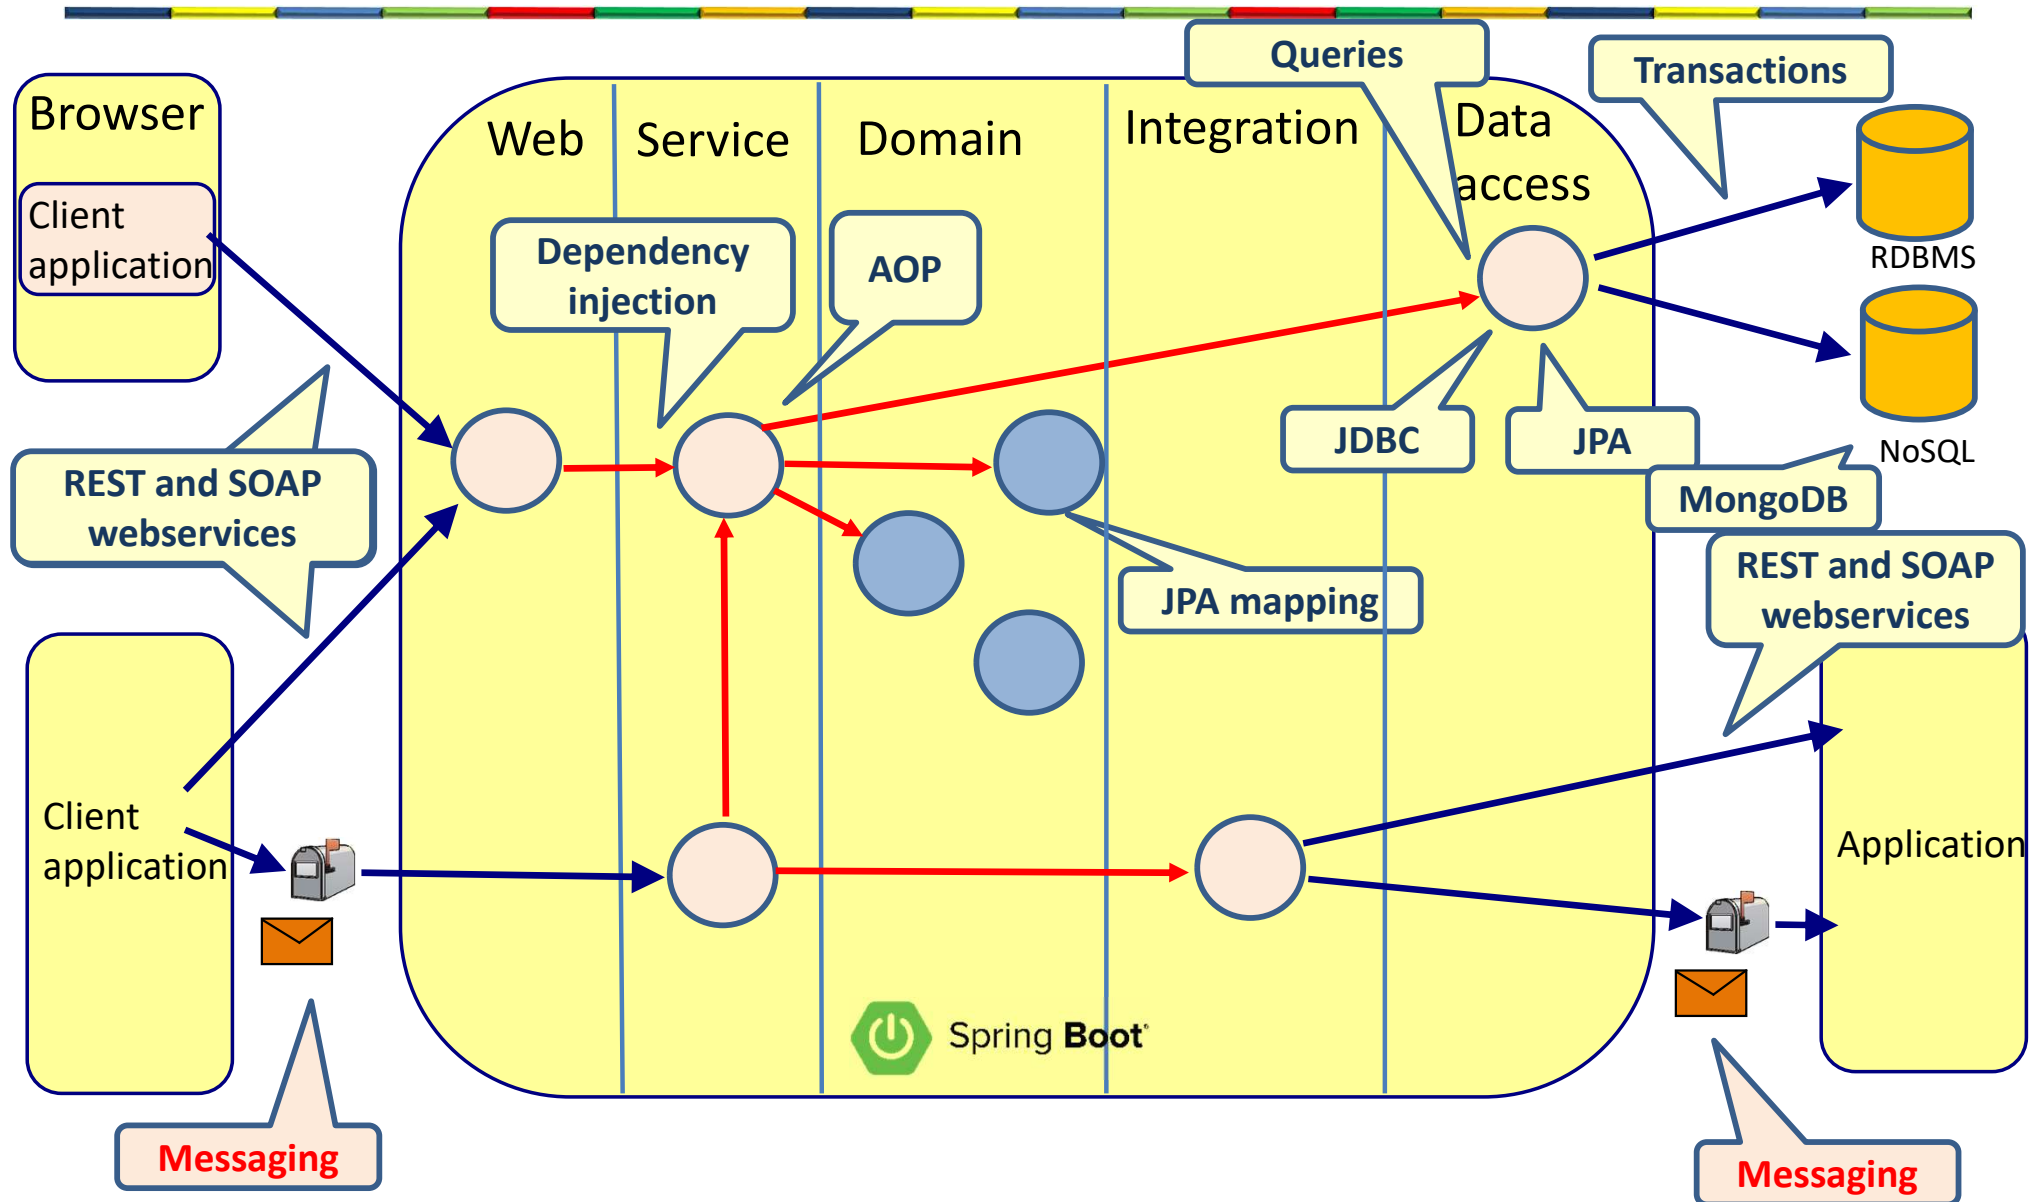 Queries
Transactions
Browser
Web
Service
Domain
Integration
Data
access
Client
application
Dependency
injection
AOP
RDBMS
JDBC
JPA
NoSQL
MongoDB
REST and SOAP
webservices
REST and SOAP
webservices
JPA mapping
Client
application
Application
Spring Boot
Messaging
Messaging